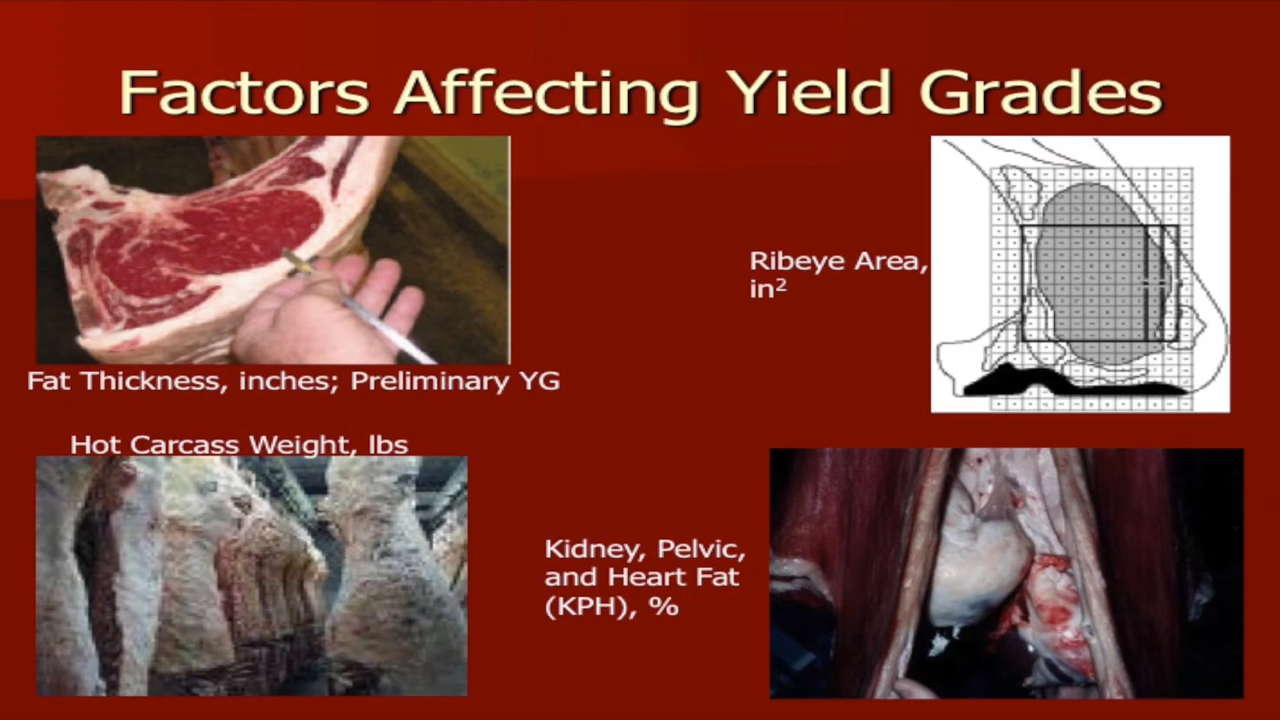 Factors Affecting Yield Grades
Ribeye Area,
in²
Fat Thickness, inches; Preliminary YG
Hot Carcass Weight, lbs
Kidney, Pelvic,
and Heart Fat
(KPH), %